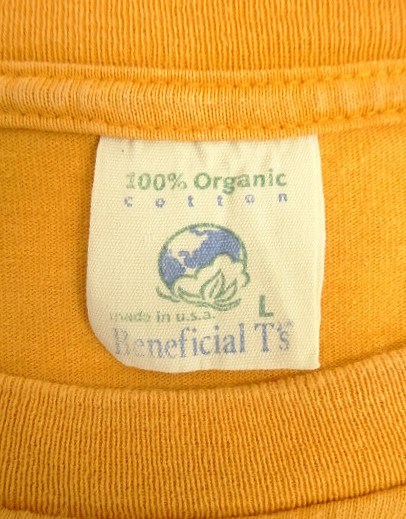 100% Organic
cotton
made in u.s.a. L
Beneficial T's